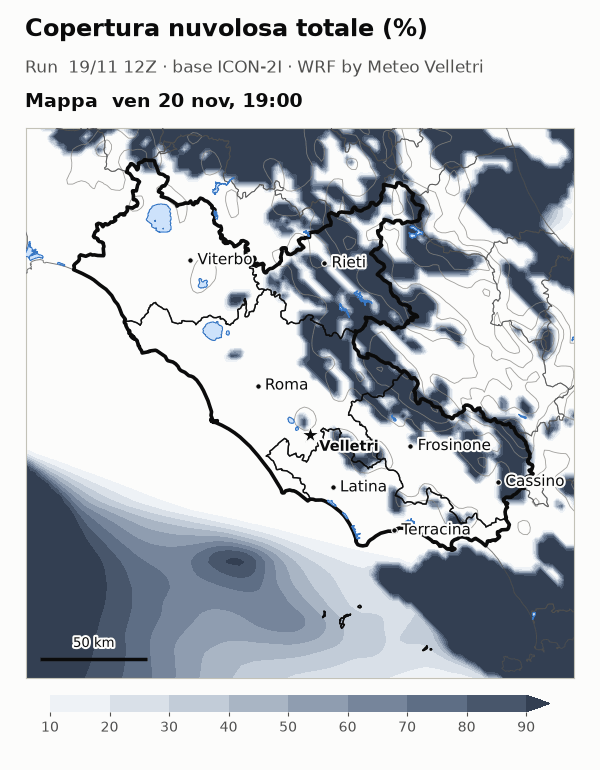 Copertura nuvolosa totale (%)
Run  19/11 12Z · base ICON-2I · WRF by Meteo Velletri
Mappa  ven 20 nov, 19:00
Viterbo
Rieti
Roma
Velletri
Frosinone
Cassino
Latina
Terracina
50 km
10 20 30 40 50 60 70 80 90